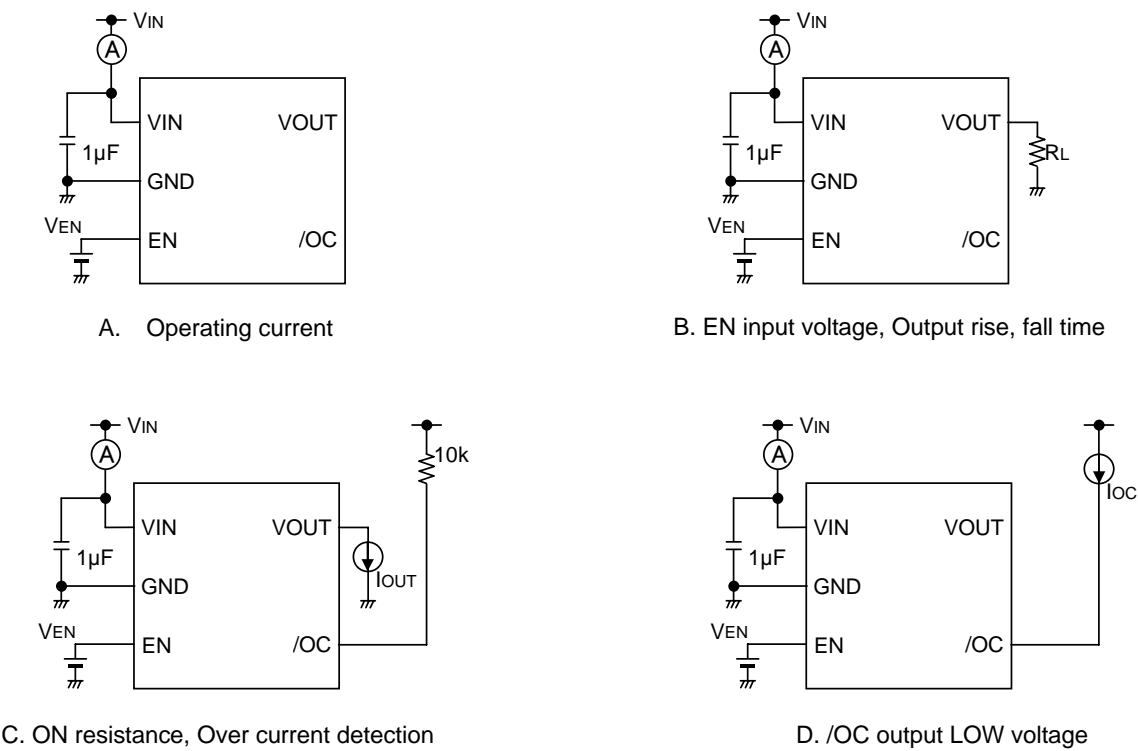 VIN
A
VIN VOUT
1µF
GND
VEN
EN /OC
A. Operating current
VIN
A
VIN VOUT
1µF
RL
GND
VEN
EN /OC
B. EN input voltage, Output rise, fall time
VIN
A
10k
VIN VOUT
1µF
IOUT
GND
VEN
EN /OC
C. ON resistance, Over current detection
VIN
A
IOC
VIN VOUT
1µF
GND
VEN
EN /OC
D. /OC output LOW voltage